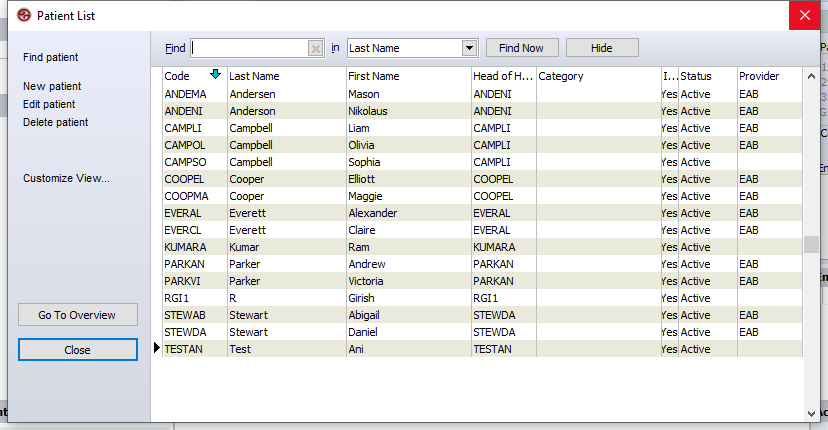 Patient List
Find patient
New patient
Edit patient
Delete patient
Customize View...
Go To Overview
Close
Find in Last Name Find Now Hide
Code Last Name First Name Head of H... Category I... Status Provider
ANDEMA Andersen Mason ANDENI Yes Active EAB
ANDENI Anderson Nikolaus ANDENI Yes Active EAB
CAMPLI Campbell Liam CAMPLI Yes Active EAB
CAMPOL Campbell Olivia CAMPLI Yes Active EAB
CAMPSO Campbell Sophia CAMPLI Yes Active
COOPEL Cooper Elliott COOPEL Yes Active EAB
COOPMA Cooper Maggie COOPEL Yes Active EAB
EVERAL Everett Alexander EVERAL Yes Active EAB
EVERCL Everett Claire EVERAL Yes Active EAB
KUMARA Kumar Ram KUMARA Yes Active
PARKAN Parker Andrew PARKAN Yes Active EAB
PARKVI Parker Victoria PARKAN Yes Active EAB
RGI1 R Girish RGI1 Yes Active
STEWAB Stewart Abigail STEWDA Yes Active EAB
STEWDA Stewart Daniel STEWDA Yes Active EAB
TESTAN Test Ani TESTAN Yes Active